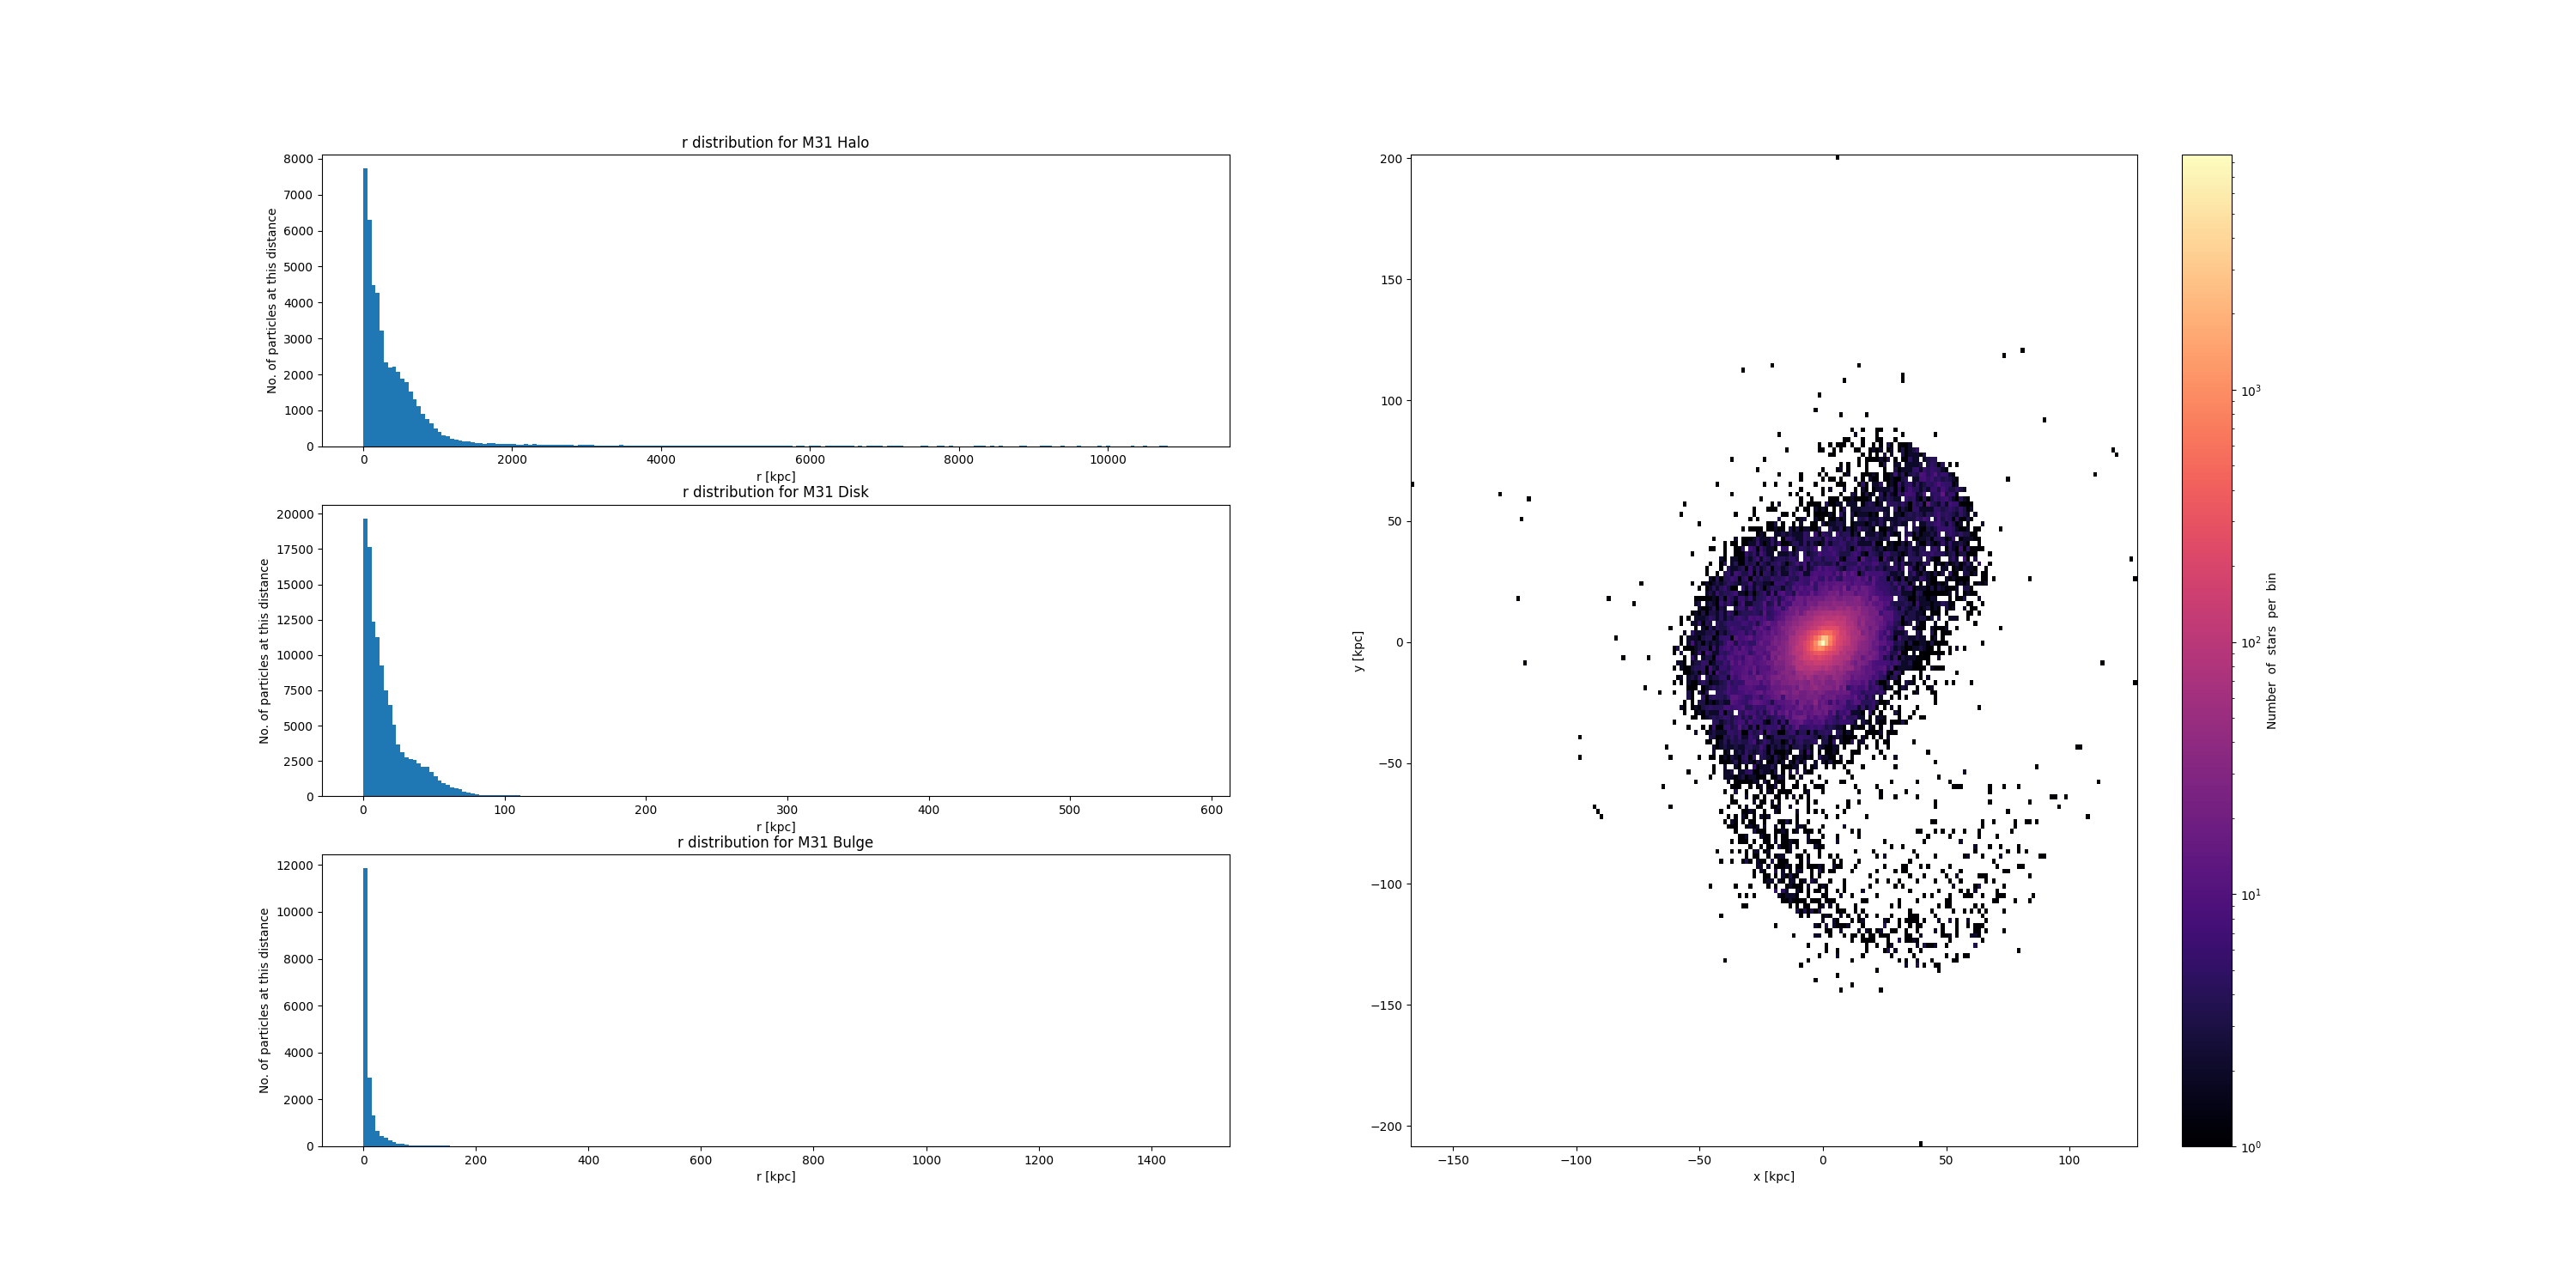 r distribution for M31 Halo
No. of particles at this distance
8000
7000
6000
5000
4000
3000
2000
1000
0
0 2000 4000 6000 8000 10000
r [kpc]
r distribution for M31 Disk
No. of particles at this distance
20000
17500
15000
12500
10000
7500
5000
2500
0
0 100 200 300 400 500 600
r [kpc]
r distribution for M31 Bulge
No. of particles at this distance
12000
10000
8000
6000
4000
2000
0
0 200 400 600 800 1000 1200 1400
r [kpc]
y [kpc]
200
150
100
50
0
−50
−100
−150
−200
−150 −100 −50 0 50 100
x [kpc]
10³
10²
10¹
10⁰
Number of stars per bin